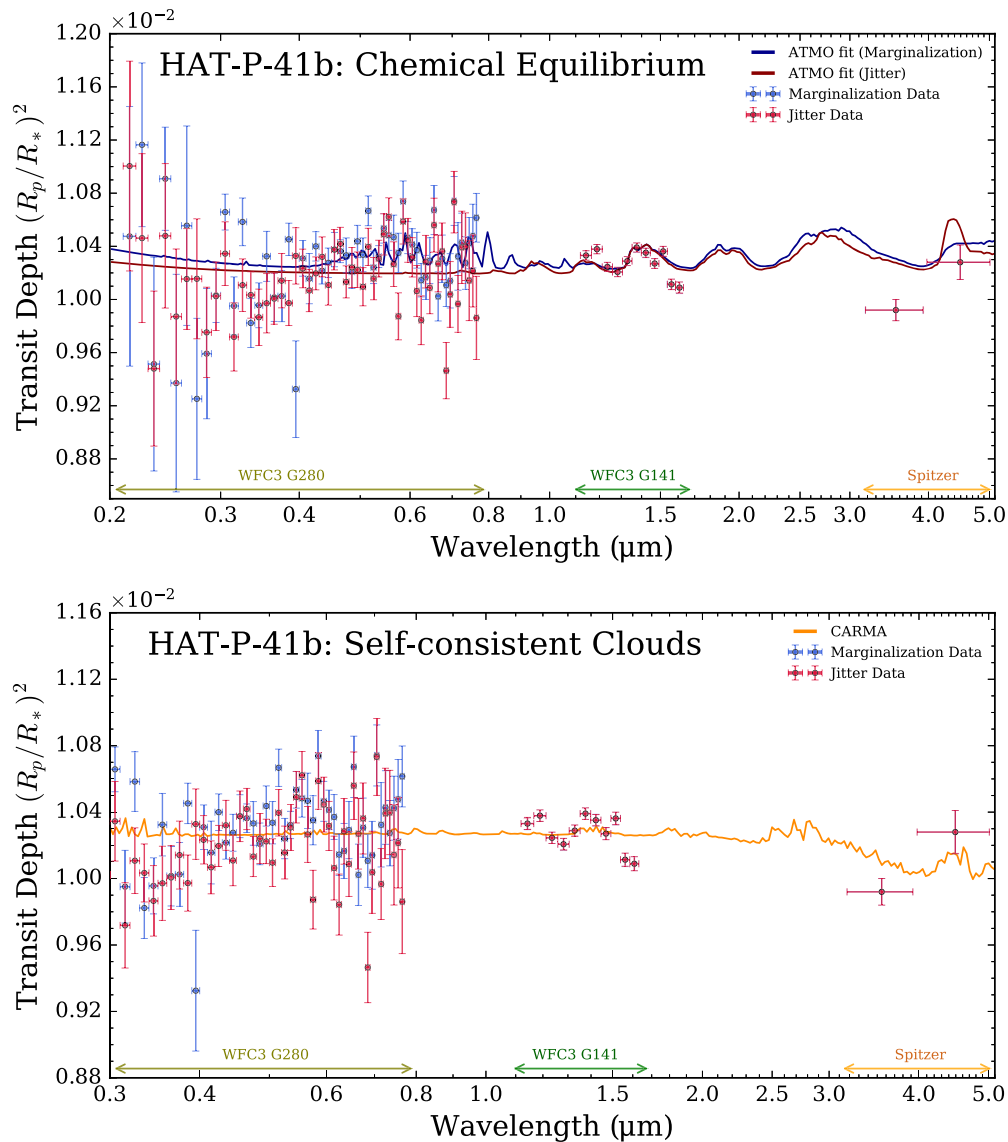 ×10⁻²
HAT-P-41b: Chemical Equilibrium
ATMO fit (Marginalization)
ATMO fit (Jitter)
Marginalization Data
Jitter Data
Transit Depth (Rₚ/R⁎)²
1.20
1.16
1.12
1.08
1.04
1.00
0.96
0.92
0.88
WFC3 G280
WFC3 G141
Spitzer
0.2 0.3 0.4 0.6 0.8 1.0 1.5 2.0 2.5 3.0 4.0 5.0
Wavelength (μm)
×10⁻²
HAT-P-41b: Self-consistent Clouds
CARMA
Marginalization Data
Jitter Data
Transit Depth (Rₚ/R⁎)²
1.16
1.12
1.08
1.04
1.00
0.96
0.92
0.88
WFC3 G280
WFC3 G141
Spitzer
0.3 0.4 0.6 0.8 1.0 1.5 2.0 2.5 3.0 4.0 5.0
Wavelength (μm)